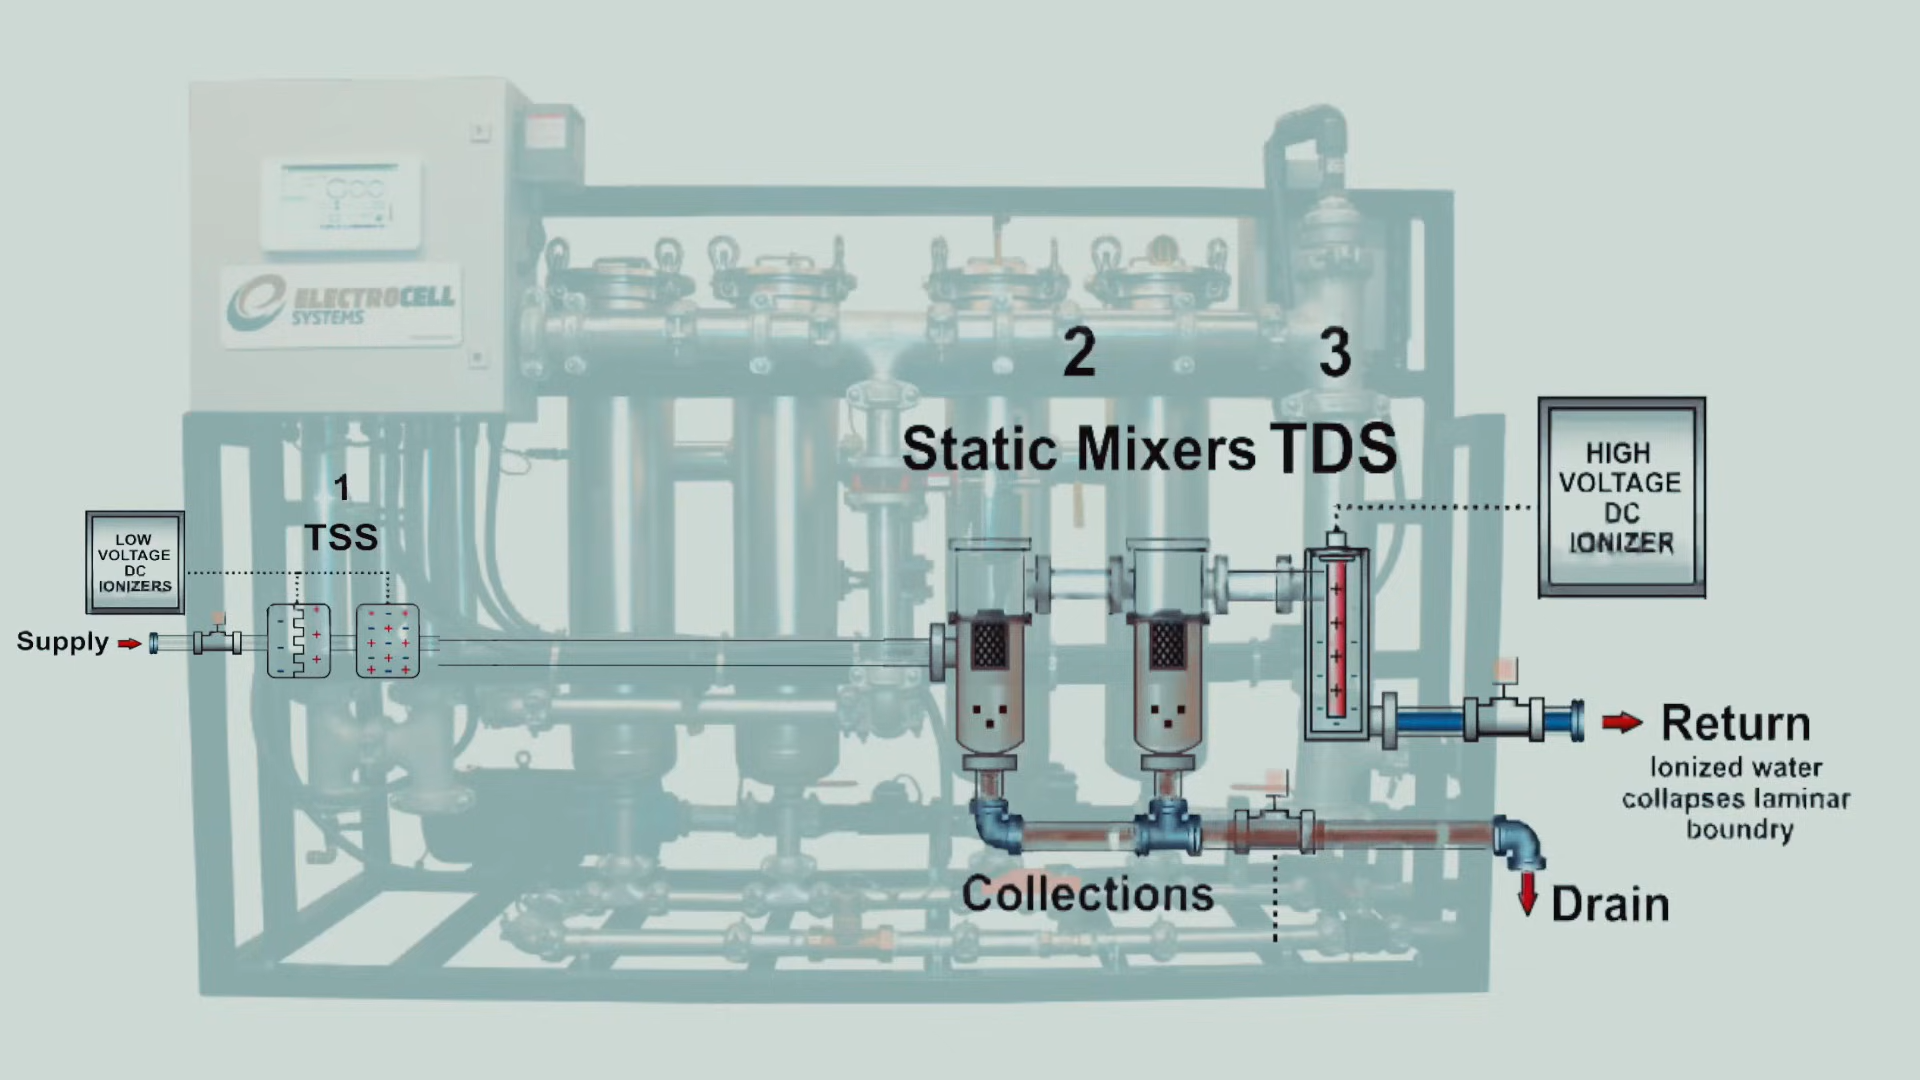 ELECTROCELL
SYSTEMS
2
3
Static Mixers
TDS
1
TSS
LOW
VOLTAGE
DC
IONIZERS
HIGH
VOLTAGE
DC
IONIZER
Supply
Return
Ionized water
collapses laminar
boundry
Collections
Drain